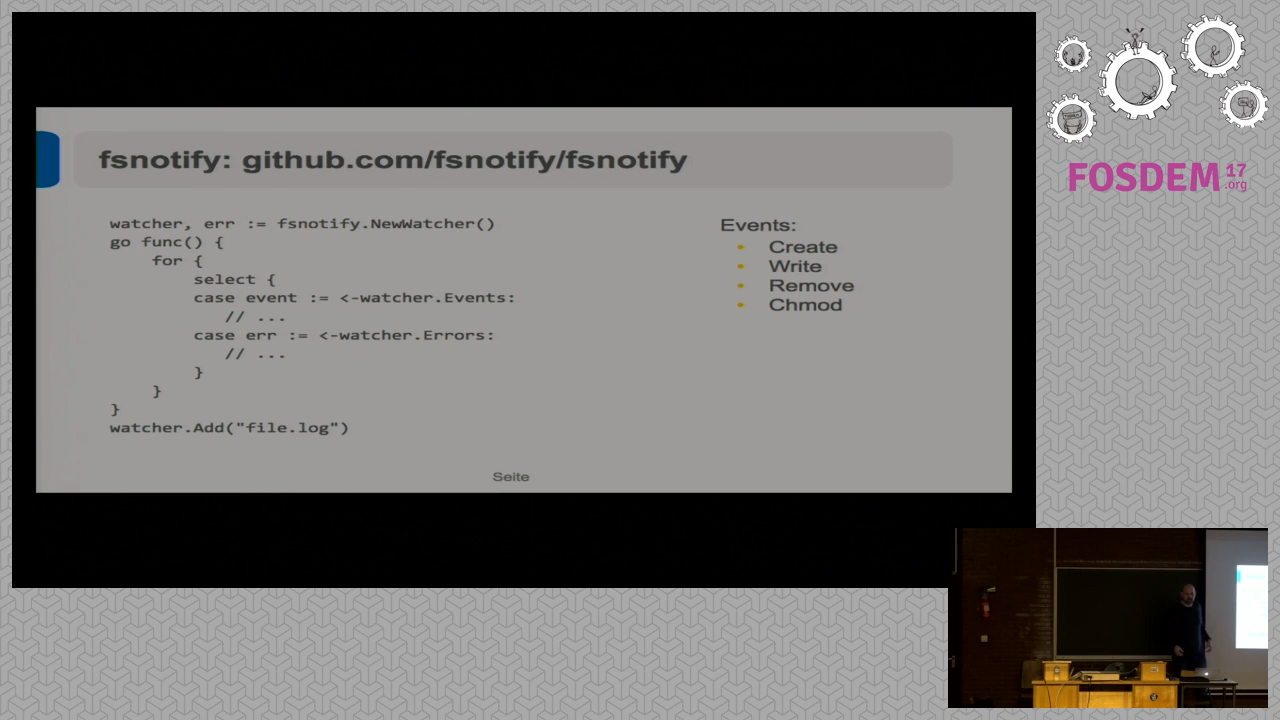 fsnotify: github.com/fsnotify/fsnotify
watcher, err := fsnotify.NewWatcher()
go func() {
for {
select {
case event := <-watcher.Events:
// ...
case err := <-watcher.Errors:
// ...
}
}
}
watcher.Add("file.log")
Events:
• Create
• Write
• Remove
• Chmod
Seite
FOSDEM 17
.org